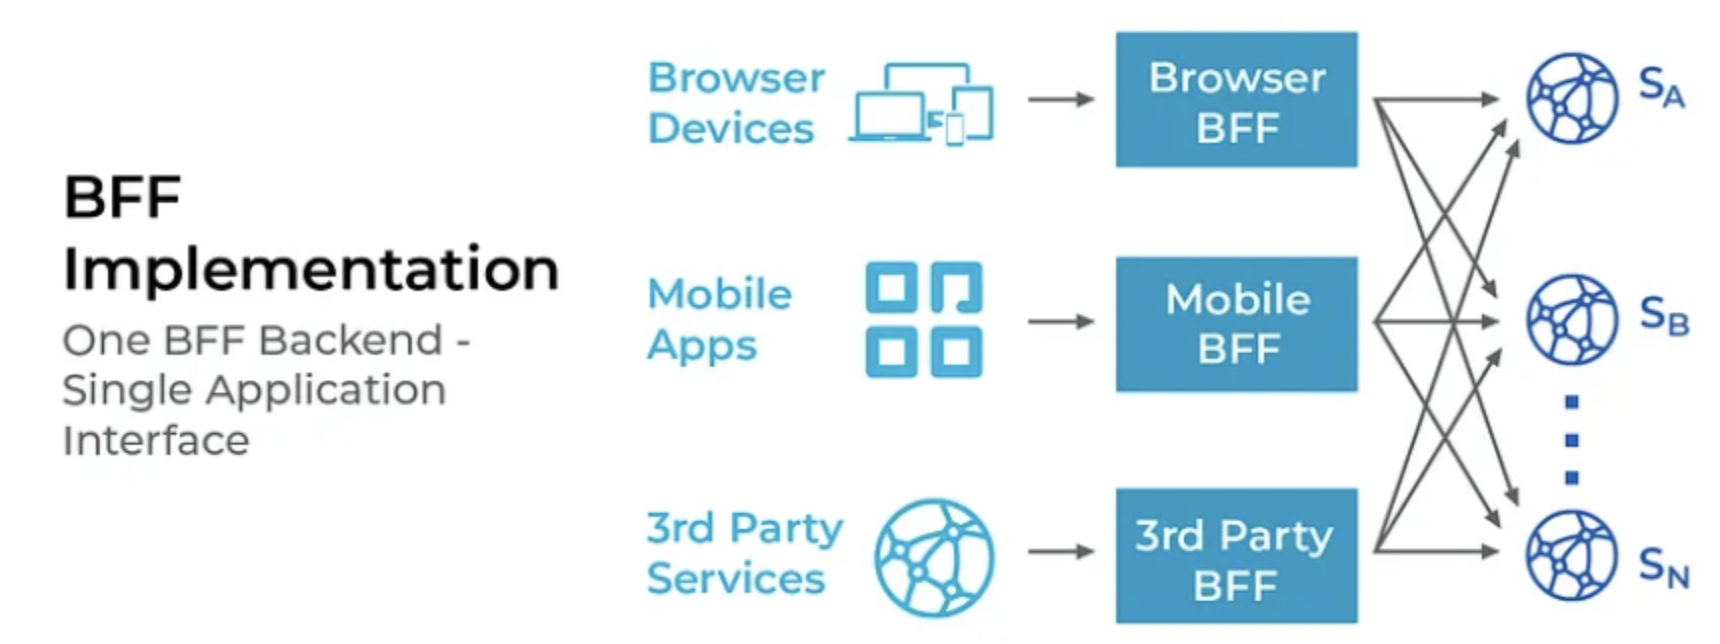 BFF
Implementation
One BFF Backend -
Single Application
Interface
Browser
Devices
Browser
BFF
S_A
Mobile
Apps
Mobile
BFF
S_B
3rd Party
Services
3rd Party
BFF
S_N